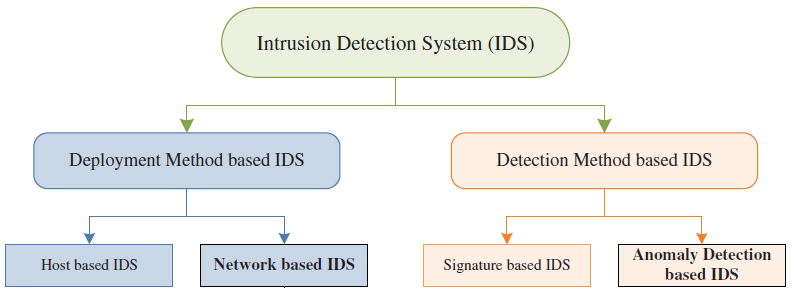 Intrusion Detection System (IDS)
Deployment Method based IDS
Detection Method based IDS
Host based IDS
Network based IDS
Signature based IDS
Anomaly Detection
based IDS